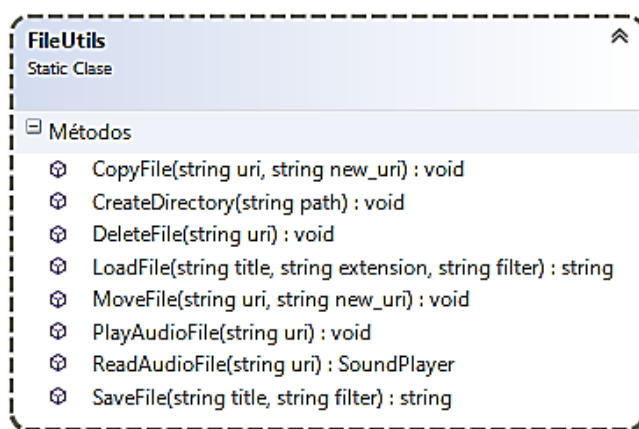 FileUtils
Static Clase
Métodos
CopyFile(string uri, string new_uri) : void
CreateDirectory(string path) : void
DeleteFile(string uri) : void
LoadFile(string title, string extension, string filter) : string
MoveFile(string uri, string new_uri) : void
PlayAudioFile(string uri) : void
ReadAudioFile(string uri) : SoundPlayer
SaveFile(string title, string filter) : string